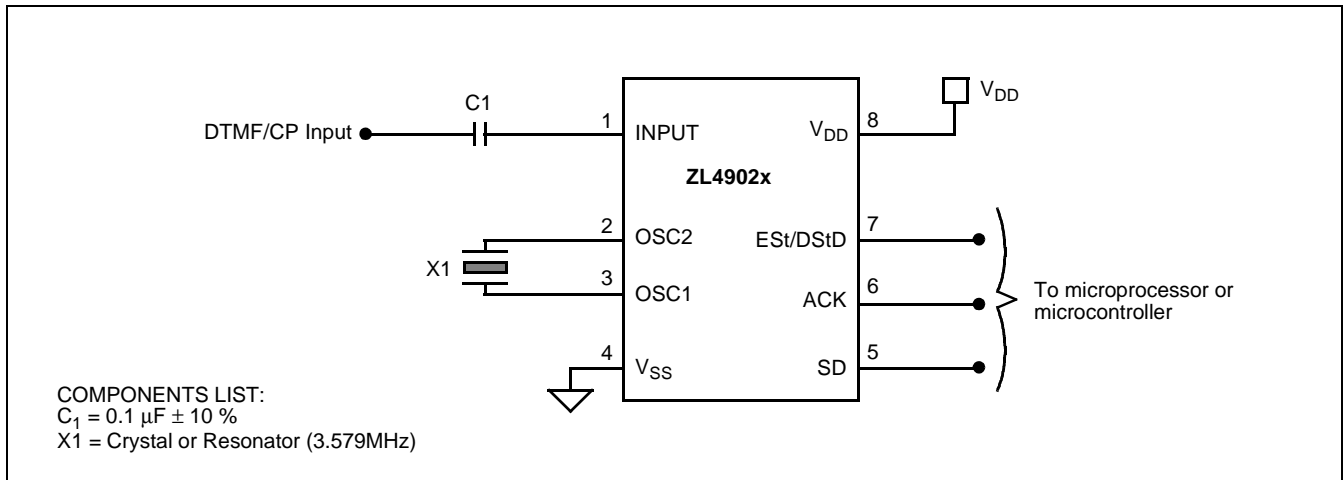 C1
DTMF/CP Input
1
INPUT
VDD
8
VDD
ZL4902x
2
OSC2
ESt/DStD
7
X1
3
OSC1
ACK
6
To microprocessor or
microcontroller
4
VSS
SD
5
COMPONENTS LIST:
C1 = 0.1 μF ± 10 %
X1 = Crystal or Resonator (3.579MHz)